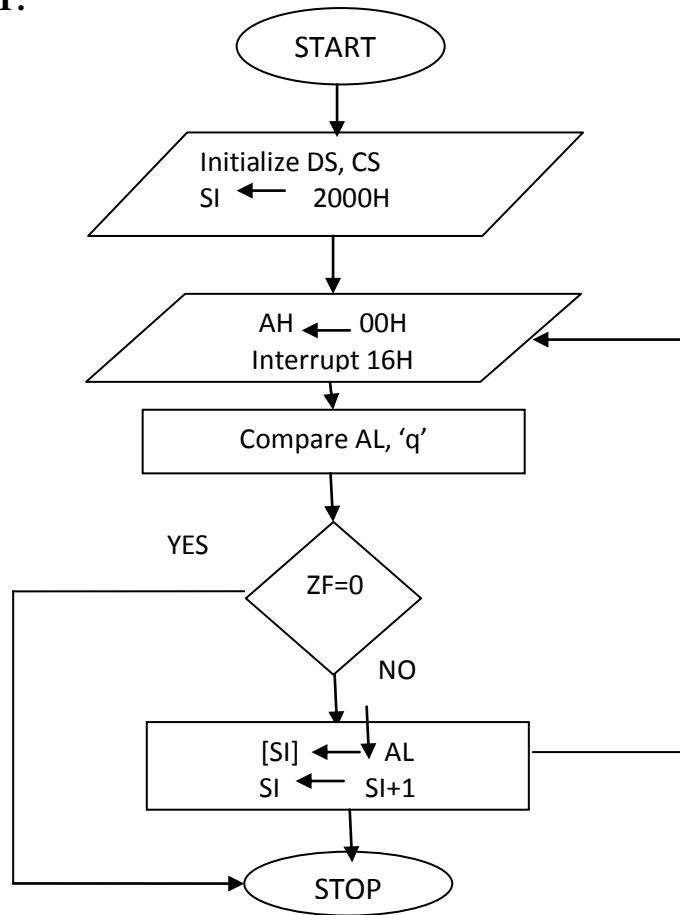 START
Initialize DS, CS
SI 2000H
AH 00H
Interrupt 16H
Compare AL, ‘q’
YES
ZF=0
NO
[SI] AL
SI SI+1
STOP